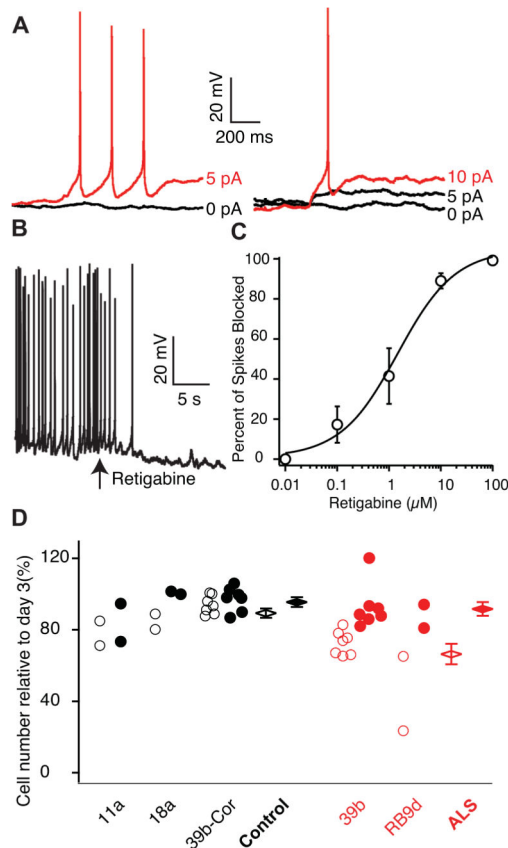 A
20 mV
200 ms
5 pA
0 pA
10 pA
5 pA
0 pA
B
20 mV
5 s
Retigabine
C
Percent of Spikes Blocked
100
80
60
40
20
0
0.01
0.1
1
10
100
Retigabine (µM)
D
Cell number relative to day 3(%)
120
80
40
0
11a
18a
39b-Cor
Control
39b
RB9d
ALS